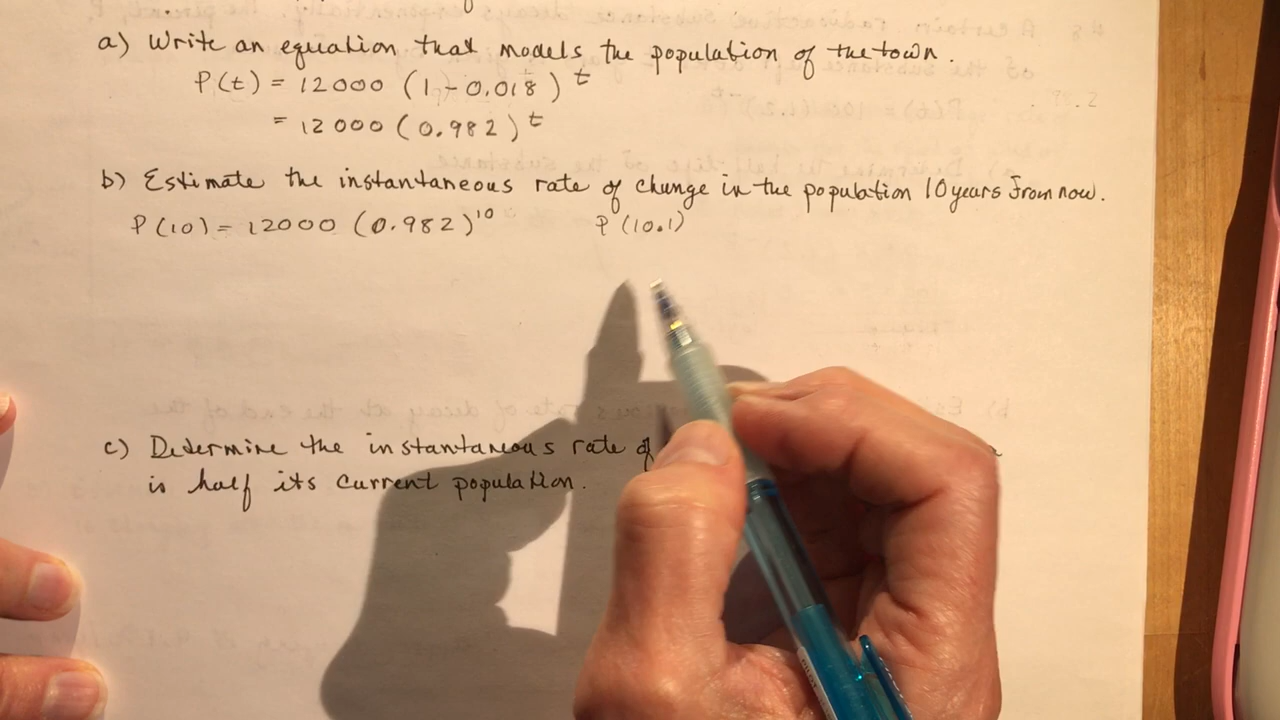 a) Write an equation that models the population of the town.
P(t) = 12000 (1 - 0.018)^t
= 12000 (0.982)^t
b) Estimate the instantaneous rate of change in the population 10 years from now.
P(10) = 12000 (0.982)^10 P(10.1)
c) Determine the instantaneous rate of
is half its current population.